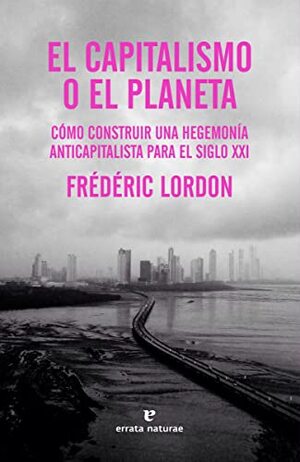 EL CAPITALISMO
O EL PLANETA
CÓMO CONSTRUIR UNA HEGEMONÍA
ANTICAPITALISTA PARA EL SIGLO XXI
FRÉDÉRIC LORDON
e
errata naturae